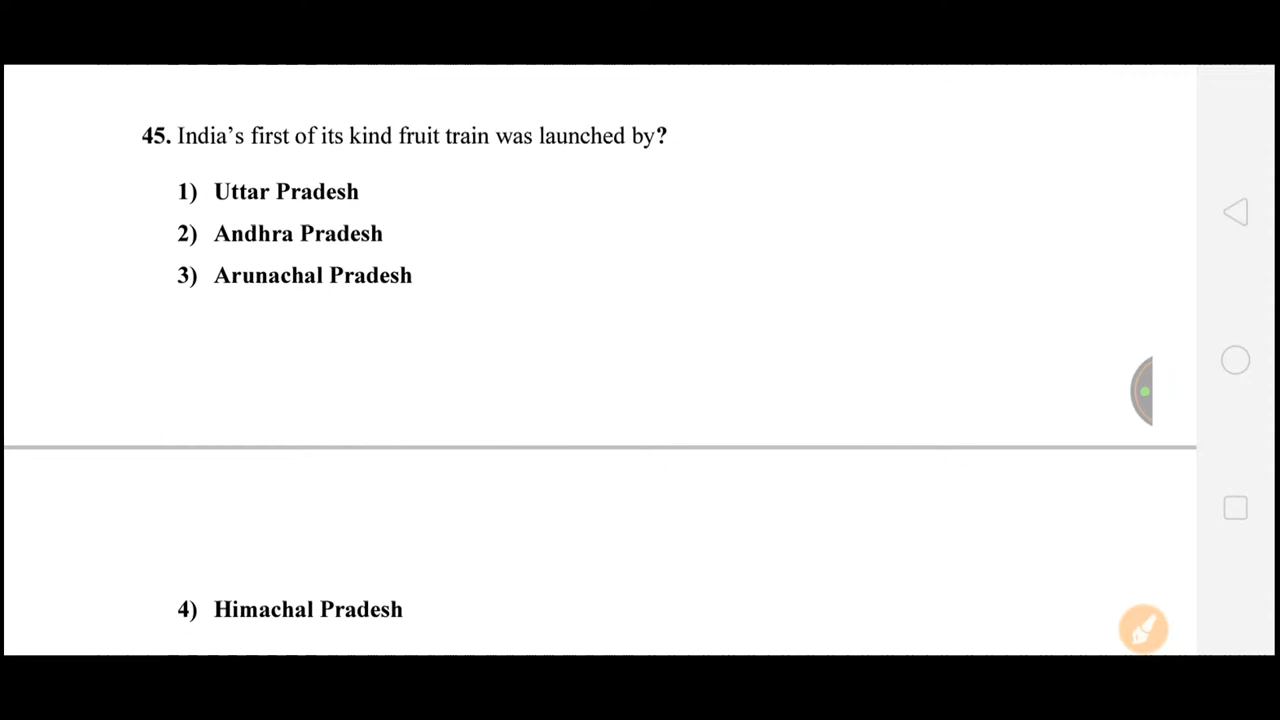 45. India’s first of its kind fruit train was launched by?
1) Uttar Pradesh
2) Andhra Pradesh
3) Arunachal Pradesh
4) Himachal Pradesh